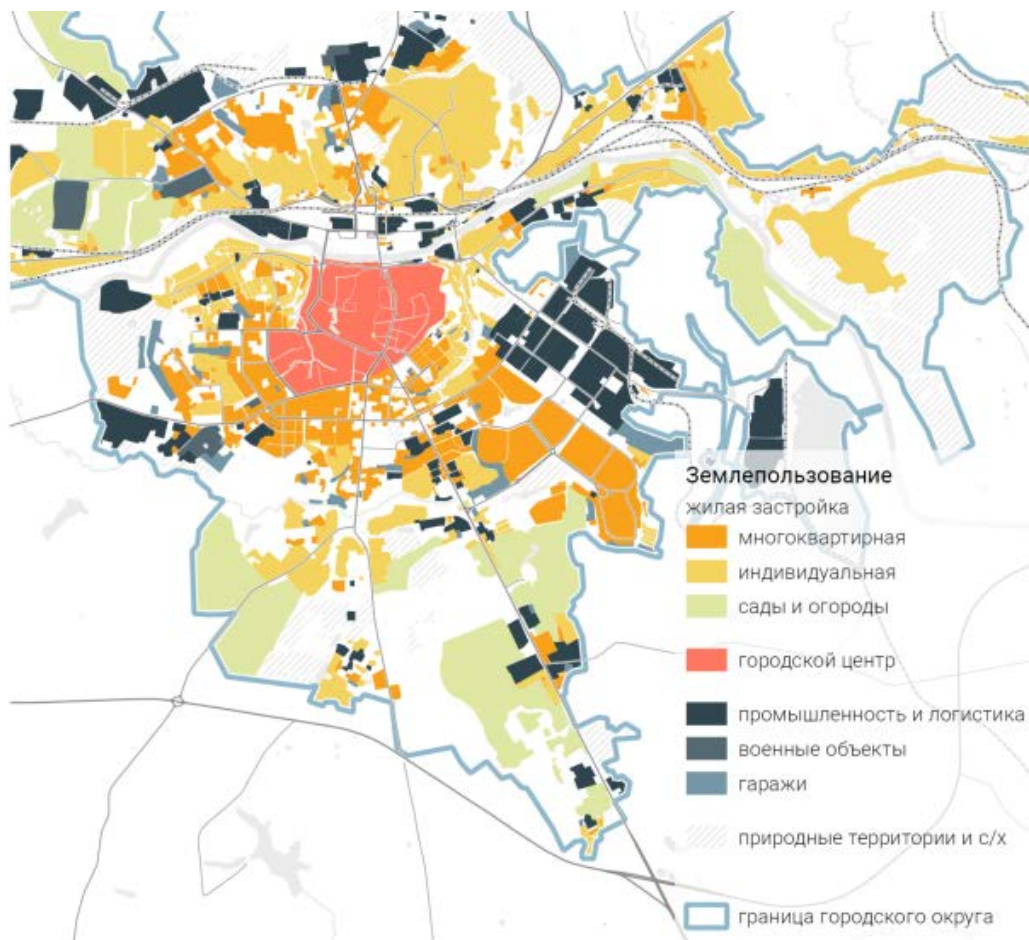 Землепользование
жилая застройка
многоквартирная
индивидуальная
сады и огороды
городской центр
промышленность и логистика
военные объекты
гаражи
природные территории и с/х
граница городского округа